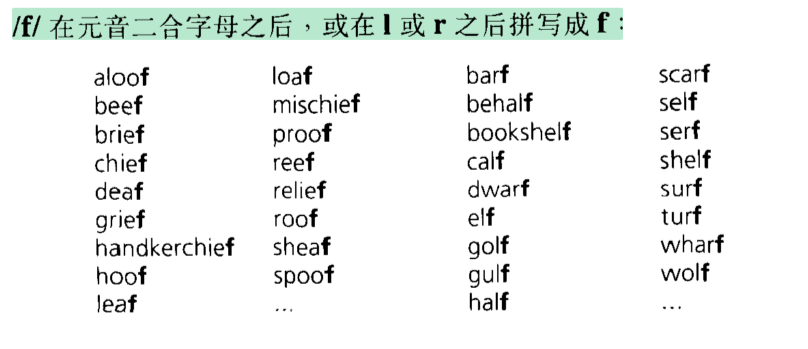 /f/ 在元音二合字母之后，或在 l 或 r 之后拼写成 f：
aloof loaf barf scarf
beef mischief behalf self
brief proof bookshelf serf
chief reef calf shelf
deaf relief dwarf surf
grief roof elf turf
handkerchief sheaf golf wharf
hoof spoof gulf wolf
leaf ... half ...